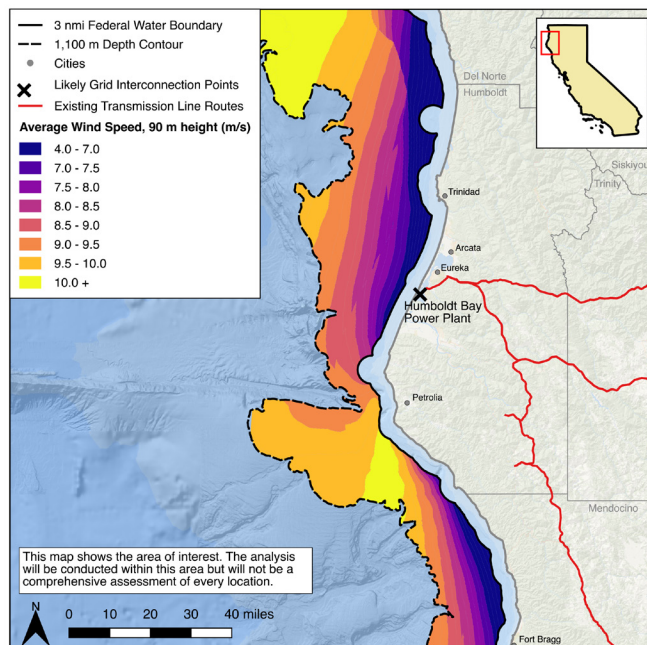 3 nmi Federal Water Boundary
1,100 m Depth Contour
Cities
Likely Grid Interconnection Points
Existing Transmission Line Routes
Average Wind Speed, 90 m height (m/s)
4.0 - 7.0
7.0 - 7.5
7.5 - 8.0
8.0 - 8.5
8.5 - 9.0
9.0 - 9.5
9.5 - 10.0
10.0 +
Del Norte
Humboldt
Siskiyou
Trinity
Trinidad
Arcata
Eureka
Humboldt Bay
Power Plant
Petrolia
Mendocino
This map shows the area of interest. The analysis
will be conducted within this area but will not be a
comprehensive assessment of every location.
N
0 10 20 30 40 miles
Fort Bragg